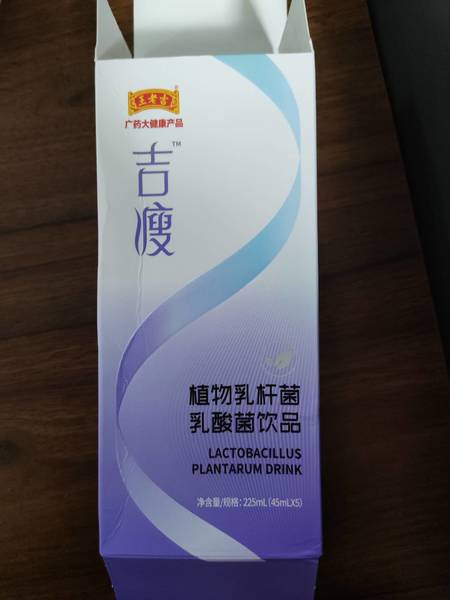 王老吉®
广药大健康产品
吉瘦™
植物乳杆菌
乳酸菌饮品
LACTOBACILLUS
PLANTARUM DRINK
净含量/规格：225mL（45mLX5）